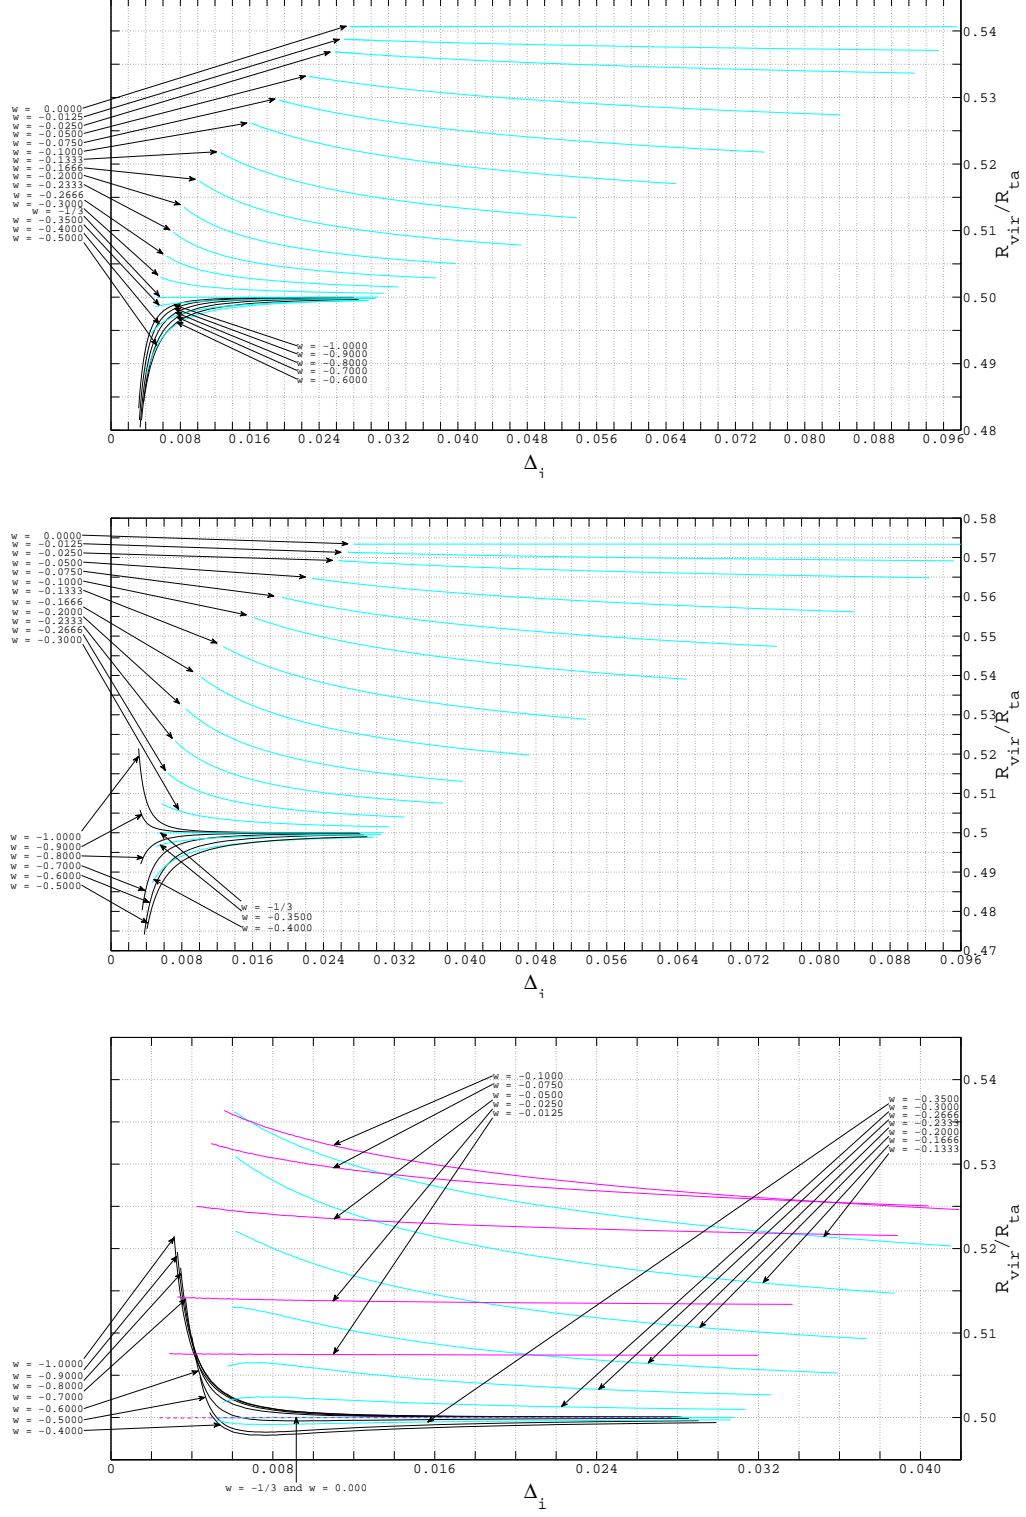 0.54
0.53
0.52
0.51
0.50
0.49
0.48
R_vir/R_ta
w = 0.0000
w = -0.0125
w = -0.0250
w = -0.0500
w = -0.0750
w = -0.1000
w = -0.1333
w = -0.1666
w = -0.2000
w = -0.2333
w = -0.2666
w = -0.3000
w = -1/3
w = -0.3500
w = -0.4000
w = -0.5000
w = -1.0000
w = -0.9000
w = -0.8000
w = -0.7000
w = -0.6000
0 0.008 0.016 0.024 0.032 0.040 0.048 0.056 0.064 0.072 0.080 0.088 0.096
Δ_i
0.58
0.57
0.56
0.55
0.54
0.53
0.52
0.51
0.5
0.49
0.48
0.47
R_vir/R_ta
w = 0.0000
w = -0.0125
w = -0.0250
w = -0.0500
w = -0.0750
w = -0.1000
w = -0.1333
w = -0.1666
w = -0.2000
w = -0.2333
w = -0.2666
w = -0.3000
w = -1.0000
w = -0.9000
w = -0.8000
w = -0.7000
w = -0.6000
w = -0.5000
w = -1/3
w = -0.3500
w = -0.4000
0 0.008 0.016 0.024 0.032 0.040 0.048 0.056 0.064 0.072 0.080 0.088 0.096
Δ_i
0.54
0.53
0.52
0.51
0.50
R_vir/R_ta
w = -0.1000
w = -0.0750
w = -0.0500
w = -0.0250
w = -0.0125
w = -0.3500
w = -0.3000
w = -0.2666
w = -0.2333
w = -0.2000
w = -0.1666
w = -0.1333
w = -1.0000
w = -0.9000
w = -0.8000
w = -0.7000
w = -0.6000
w = -0.5000
w = -0.4000
0 0.008 0.016 0.024 0.032 0.040
w = -1/3 and w = 0.000
Δ_i